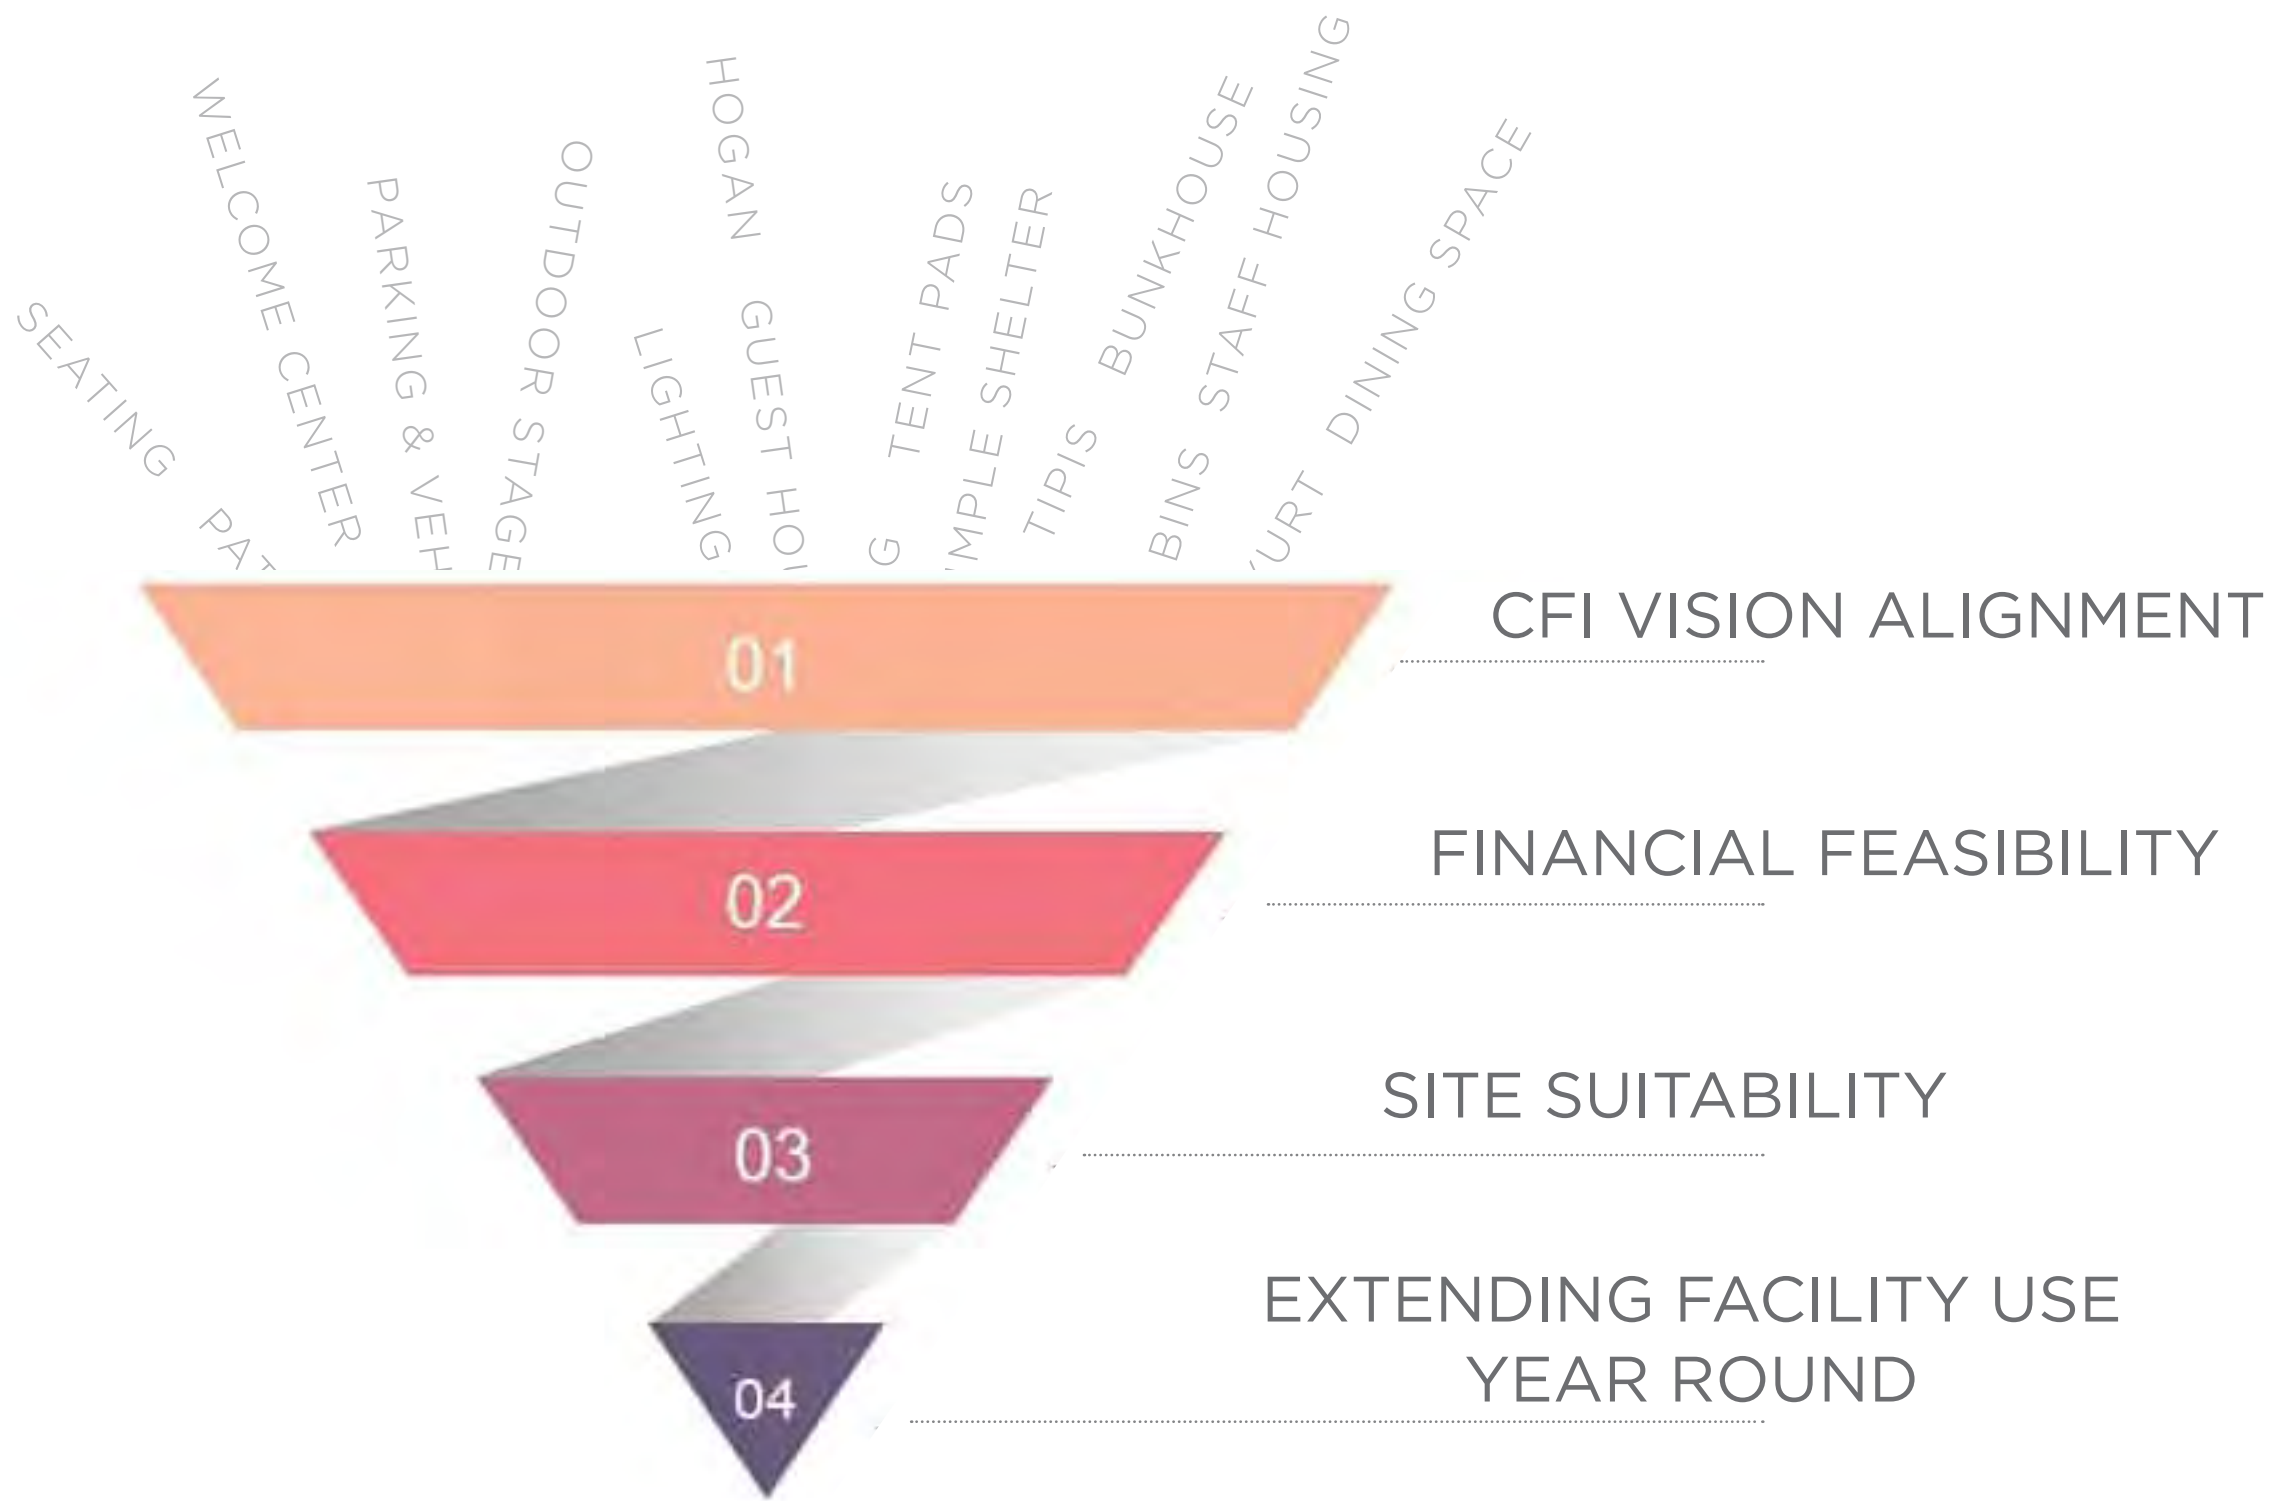 SEATING
WELCOME CENTER
PARKING &
OUTDOOR STAGE
LIGHTING
HOGAN
GUEST
TENT PADS
SHELTER
TIPIS
BUNKHOUSE
BINS
STAFF HOUSING
DINING SPACE
01
CFI VISION ALIGNMENT
02
FINANCIAL FEASIBILITY
03
SITE SUITABILITY
04
EXTENDING FACILITY USE
YEAR ROUND